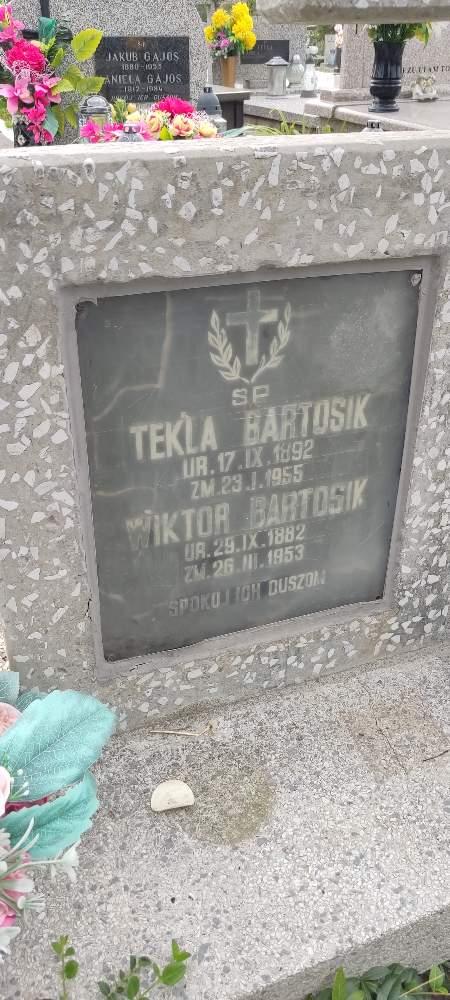 JAKUB GAJOS
SP
TEKLA BARTOSIK
UR. 17. IX. 1892
ZM. 23. I. 1955
WIKTOR BARTOSIK
UR. 29. IX. 1882
ZM. 26. III. 1953
SPOKÓJ ICH DUSZOM